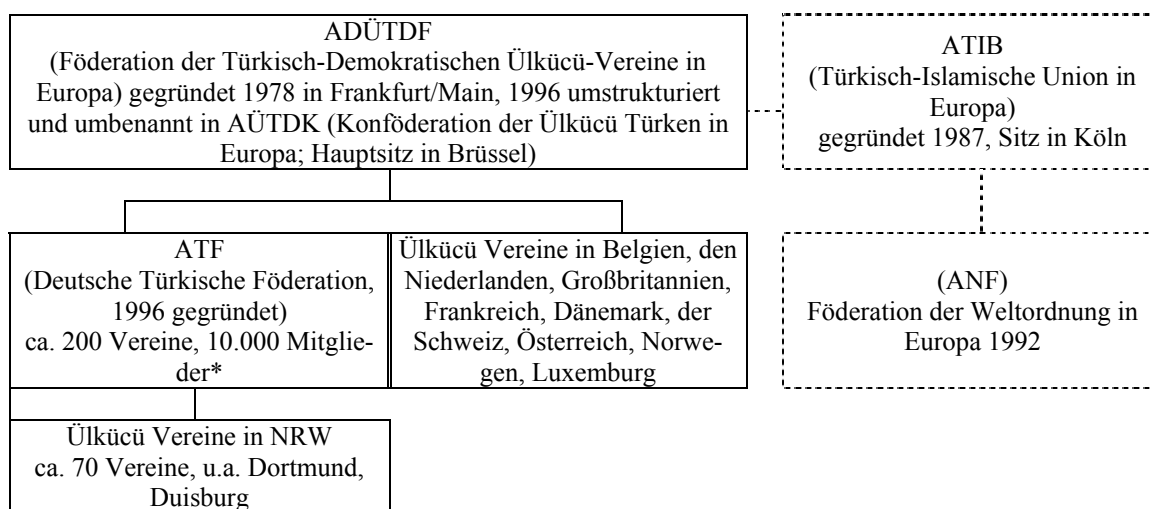 ADÜTDF
(Föderation der Türkisch-Demokratischen Ülkücü-Vereine in
Europa) gegründet 1978 in Frankfurt/Main, 1996 umstrukturiert
und umbenannt in AÜTDK (Konföderation der Ülkücü Türken in
Europa; Hauptsitz in Brüssel)
ATIB
(Türkisch-Islamische Union in
Europa)
gegründet 1987, Sitz in Köln
ATF
(Deutsche Türkische Föderation,
1996 gegründet)
ca. 200 Vereine, 10.000 Mitglie-
der*
Ülkücü Vereine in Belgien, den
Niederlanden, Großbritannien,
Frankreich, Dänemark, der
Schweiz, Österreich, Norwe-
gen, Luxemburg
(ANF)
Föderation der Weltordnung in
Europa 1992
Ülkücü Vereine in NRW
ca. 70 Vereine, u.a. Dortmund,
Duisburg